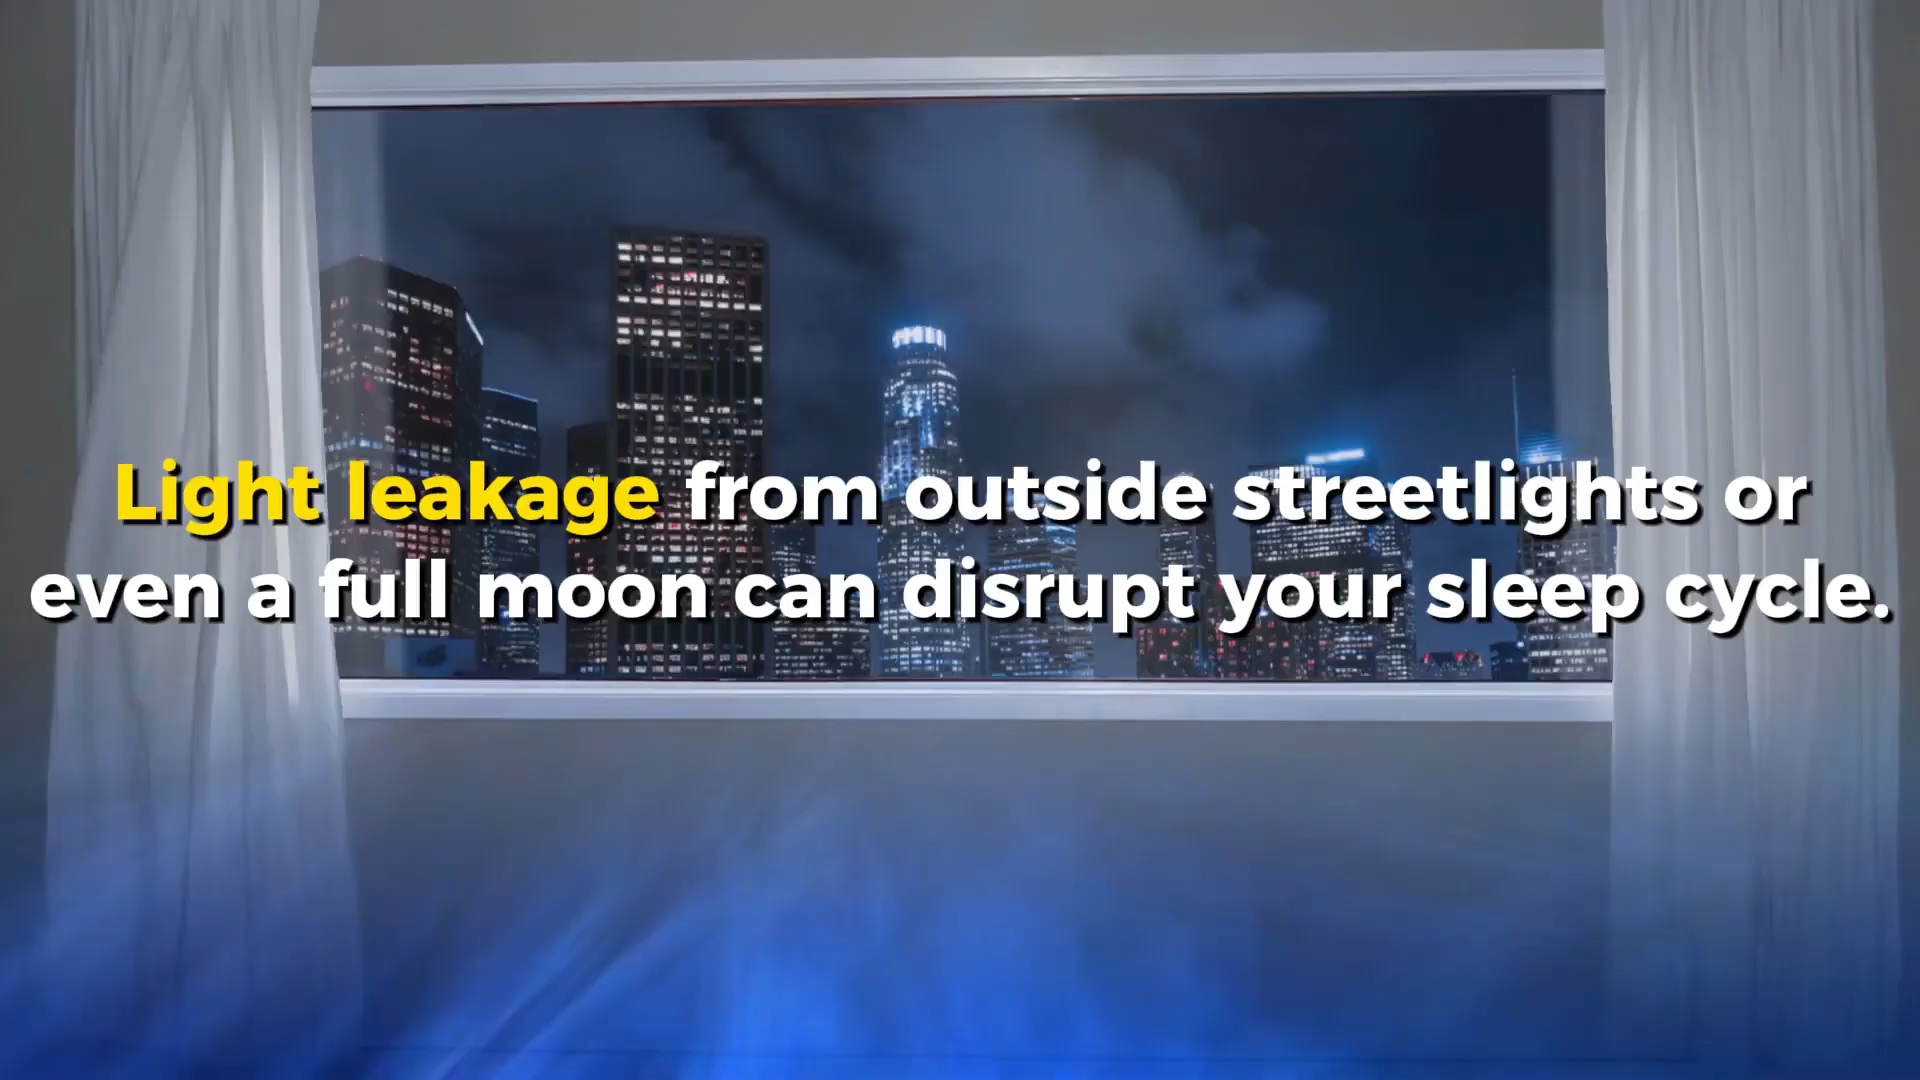 Light leakage from outside streetlights or
even a full moon can disrupt your sleep cycle.